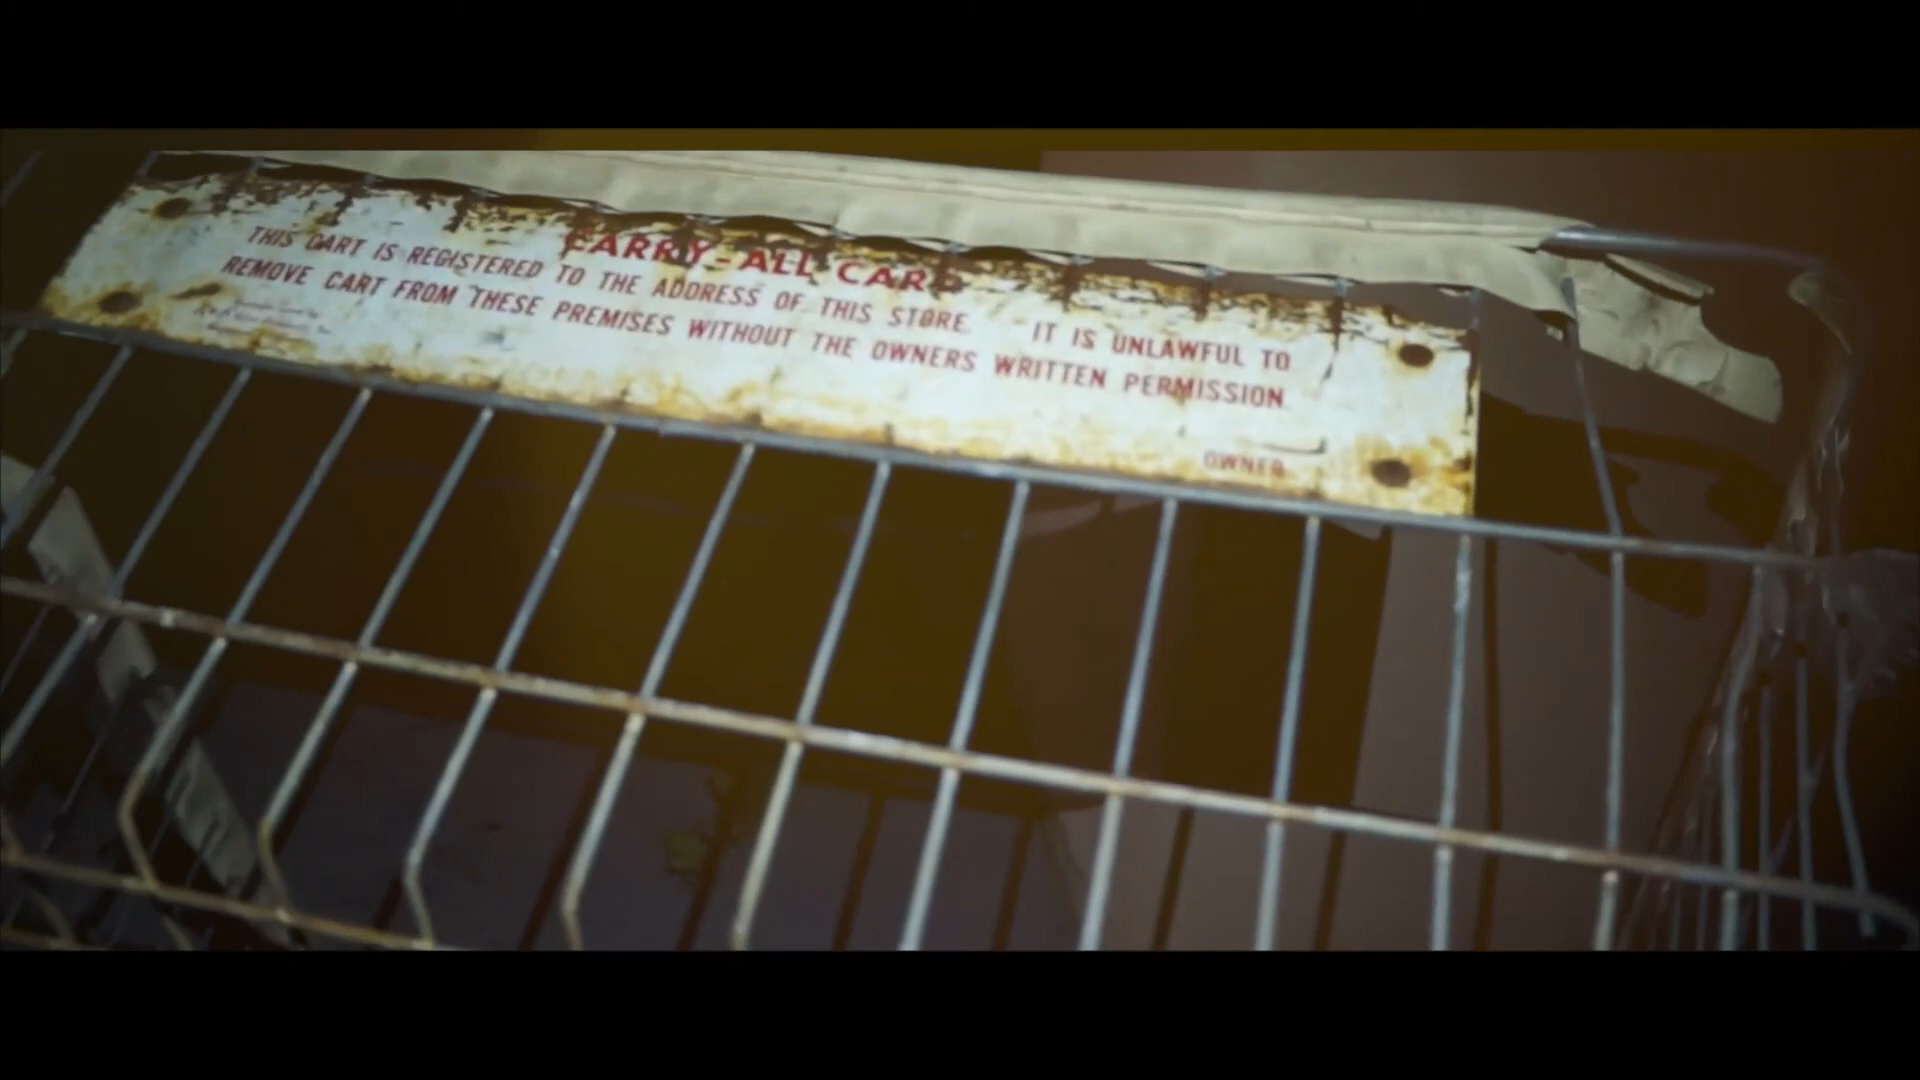 CARRY-ALL CART
THIS CART IS REGISTERED TO THE ADDRESS OF THIS STORE IT IS UNLAWFUL TO
REMOVE CART FROM THESE PREMISES WITHOUT THE OWNERS WRITTEN PERMISSION.
OWNER